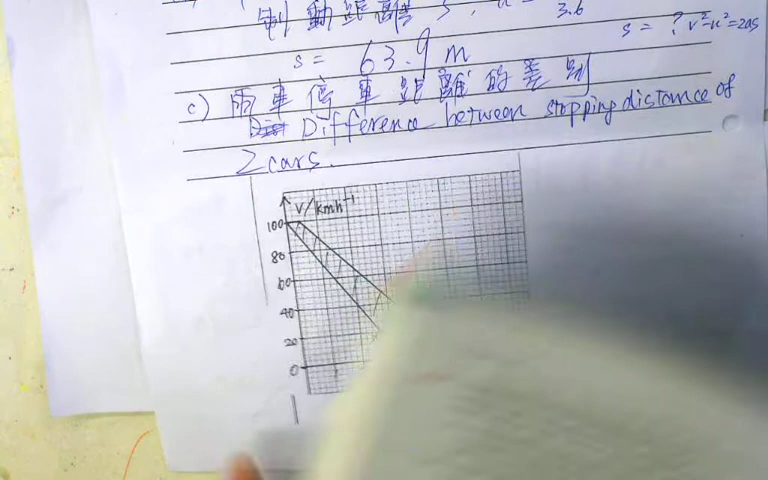 制動距離 s,
3.6
s = ? v²-u²=2as
s = 63.9 m
c) 兩車停車距離的差別
Difference between stopping distance of
2 cars.
V/kmh⁻¹
100
80
60
40
20
0